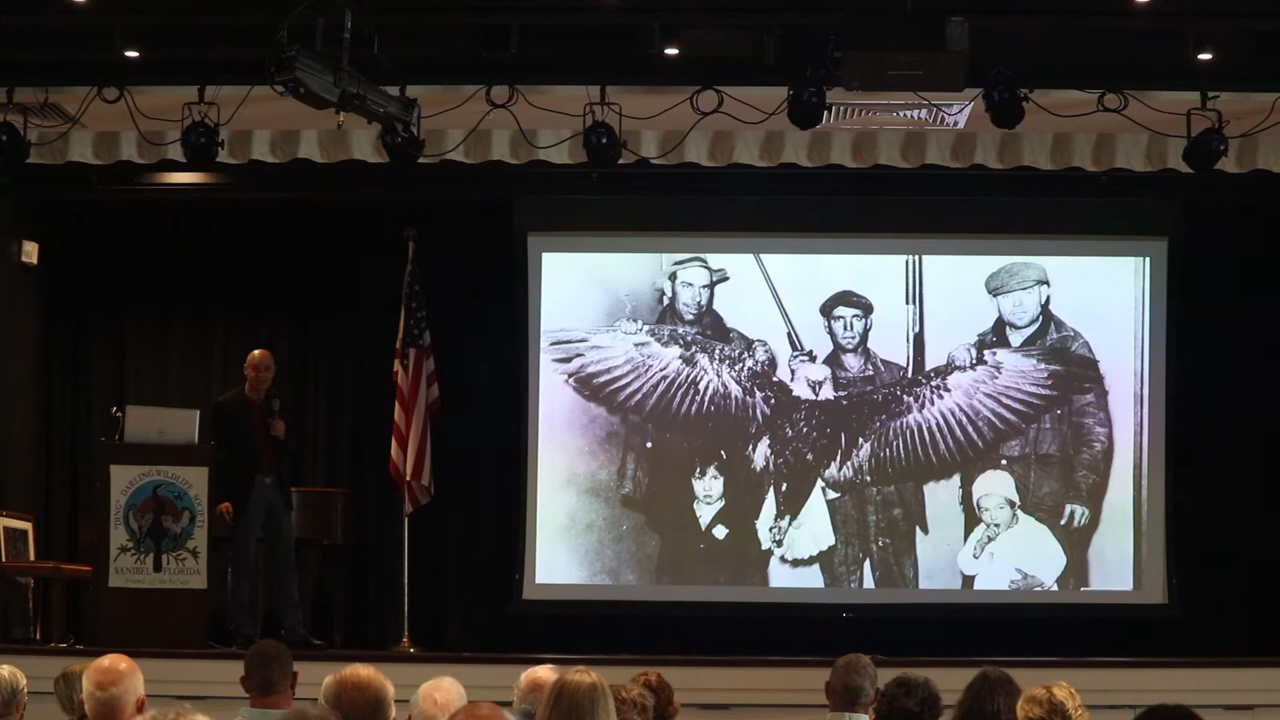 "DING" DARLING WILDLIFE SOCIETY
SANIBEL FLORIDA
Friends of the Refuge